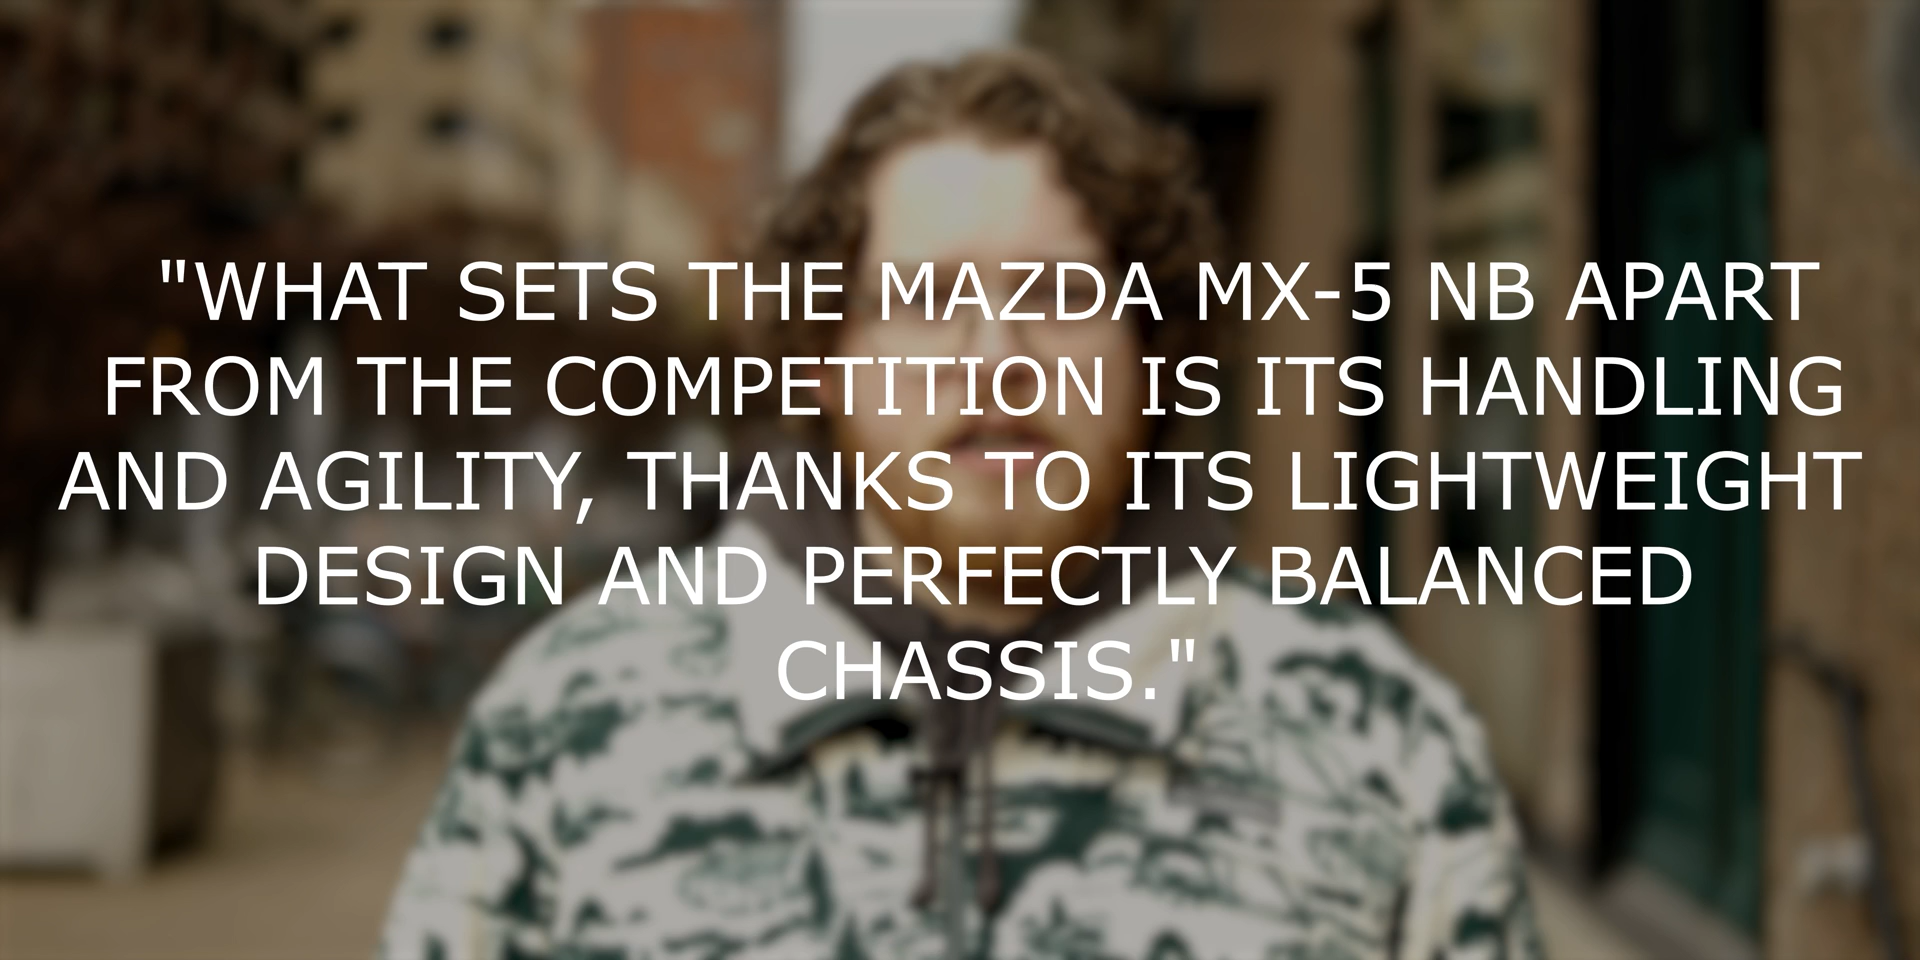 "WHAT SETS THE MAZDA MX-5 NB APART
FROM THE COMPETITION IS ITS HANDLING
AND AGILITY, THANKS TO ITS LIGHTWEIGHT
DESIGN AND PERFECTLY BALANCED
CHASSIS."